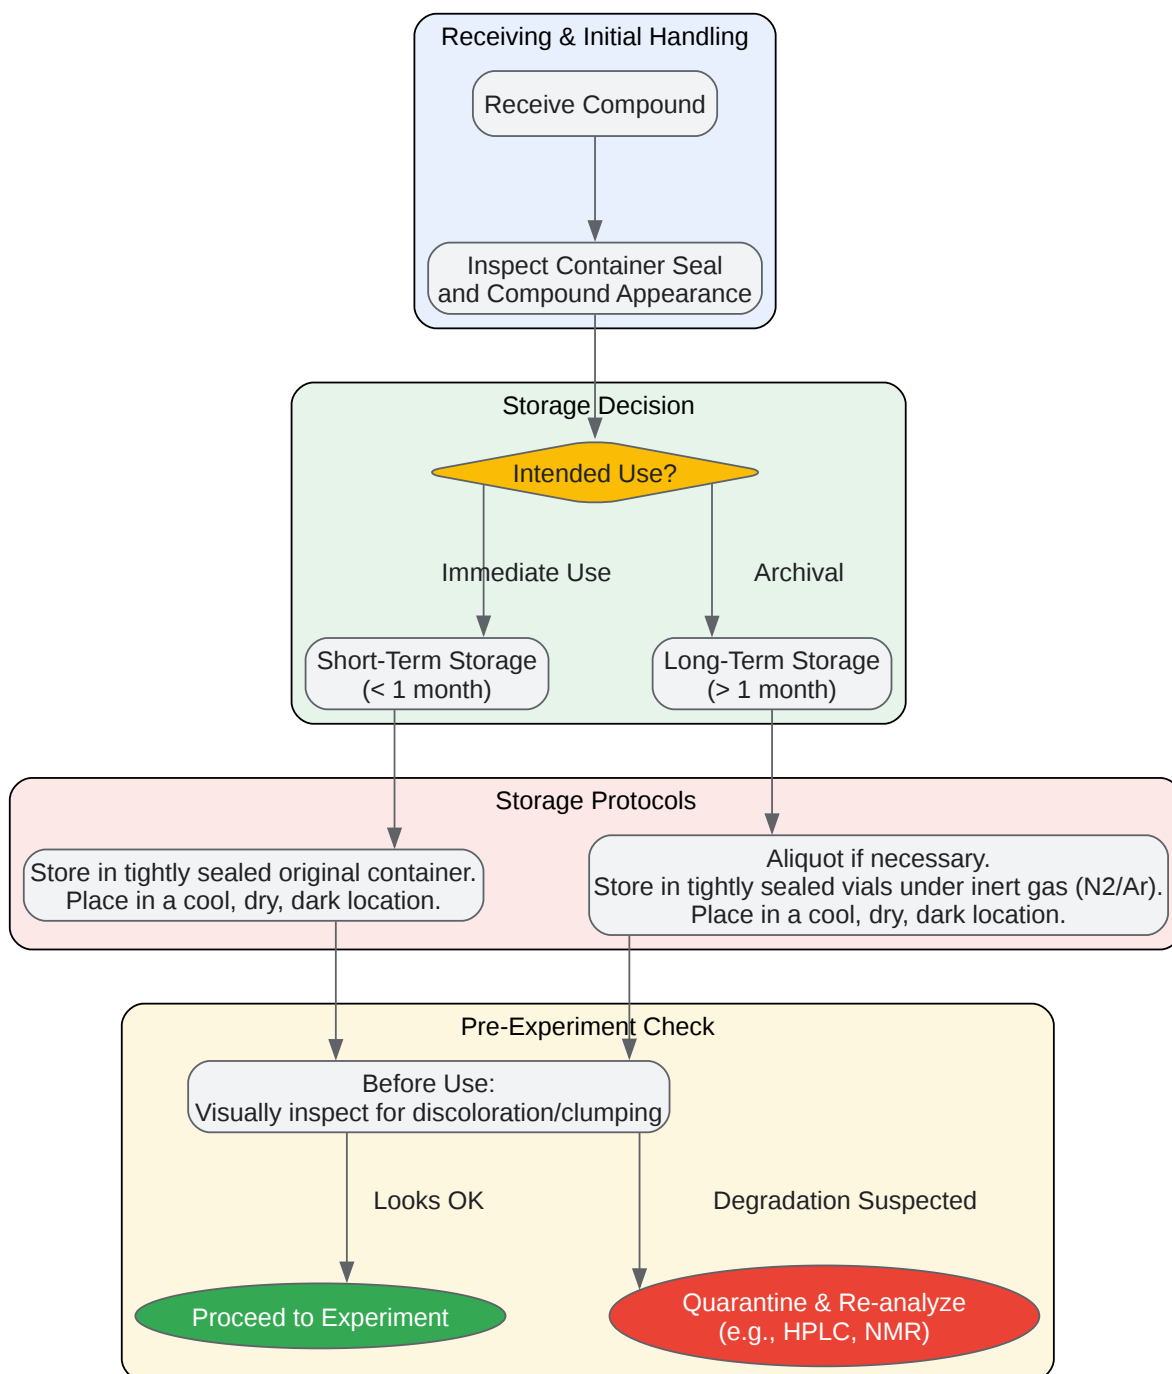 Receiving & Initial Handling
Receive Compound
Inspect Container Seal
and Compound Appearance
Storage Decision
Intended Use?
Immediate Use
Archival
Short-Term Storage
(< 1 month)
Long-Term Storage
(> 1 month)
Storage Protocols
Store in tightly sealed original container.
Place in a cool, dry, dark location.
Aliquot if necessary.
Store in tightly sealed vials under inert gas (N2/Ar).
Place in a cool, dry, dark location.
Pre-Experiment Check
Before Use:
Visually inspect for discoloration/clumping
Looks OK
Degradation Suspected
Proceed to Experiment
Quarantine & Re-analyze
(e.g., HPLC, NMR)